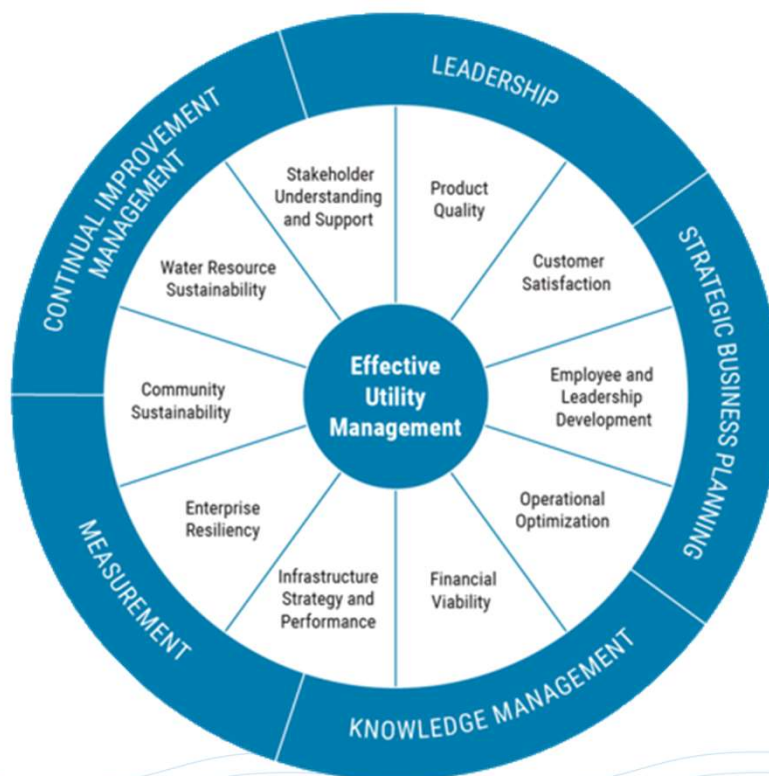 LEADERSHIP
STRATEGIC BUSINESS PLANNING
KNOWLEDGE MANAGEMENT
MEASUREMENT
CONTINUAL IMPROVEMENT
MANAGEMENT
Stakeholder
Understanding
and Support
Product
Quality
Customer
Satisfaction
Employee and
Leadership
Development
Operational
Optimization
Financial
Viability
Infrastructure
Strategy and
Performance
Enterprise
Resiliency
Community
Sustainability
Water Resource
Sustainability
Effective
Utility
Management